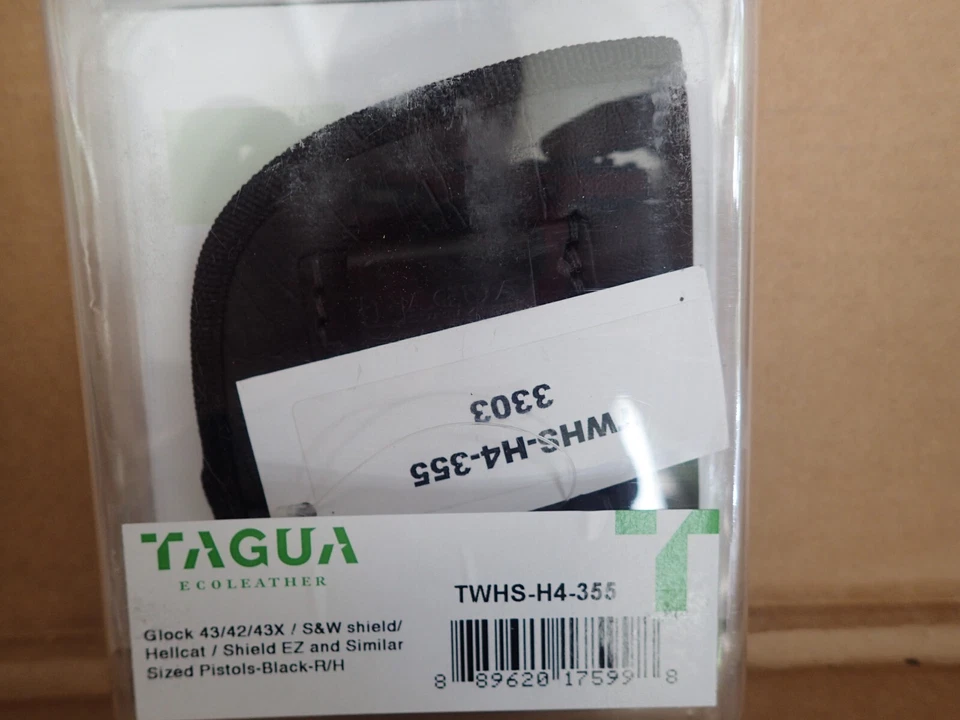 3303
WHS-H4-355
TAGUA
ECOLEATHER
TWHS-H4-355
Glock 43/42/43X / S&W shield/
Hellcat / Shield EZ and Similar
Sized Pistols-Black-R/H
8 89620 17599 8